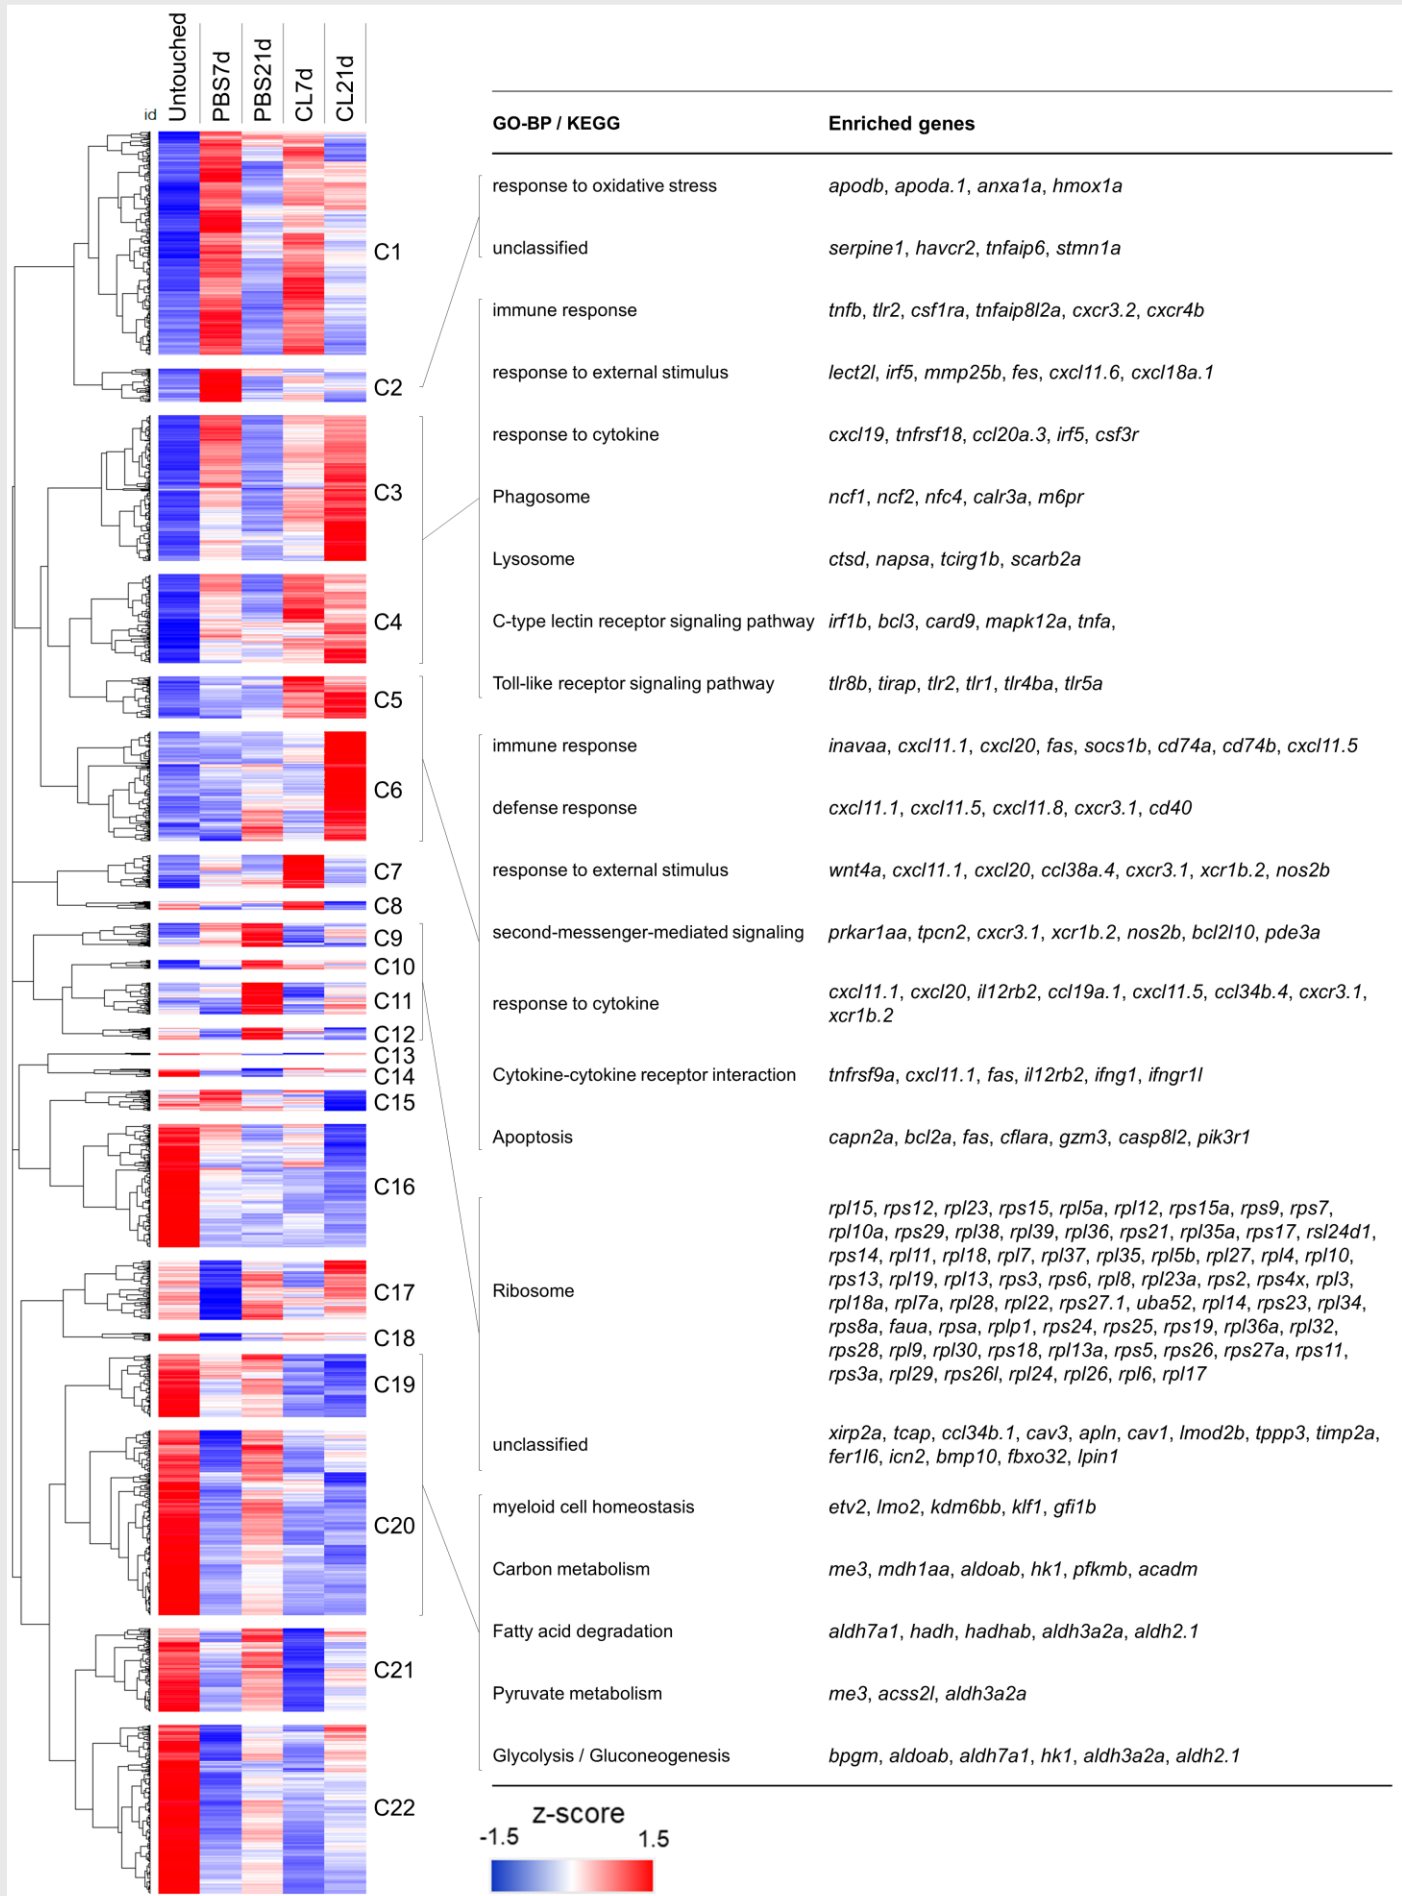 id
Untouched
PBS7d
PBS21d
CL7d
CL21d
GO-BP / KEGG Enriched genes
response to oxidative stress apodb, apoda.1, anxa1a, hmox1a
unclassified serpine1, havcr2, tnfaip6, stmn1a
immune response tnfb, tlr2, csf1ra, tnfaip8l2a, cxcr3.2, cxcr4b
response to external stimulus lect2l, irf5, mmp25b, fes, cxcl11.6, cxcl18a.1
response to cytokine cxcl19, tnfrsf18, ccl20a.3, irf5, csf3r
Phagosome ncf1, ncf2, nfc4, calr3a, m6pr
Lysosome ctsd, napsa, tcirg1b, scarb2a
C-type lectin receptor signaling pathway irf1b, bcl3, card9, mapk12a, tnfa,
Toll-like receptor signaling pathway tlr8b, tirap, tlr2, tlr1, tlr4ba, tlr5a
immune response inavaa, cxcl11.1, cxcl20, fas, socs1b, cd74a, cd74b, cxcl11.5
defense response cxcl11.1, cxcl11.5, cxcl11.8, cxcr3.1, cd40
response to external stimulus wnt4a, cxcl11.1, cxcl20, ccl38a.4, cxcr3.1, xcr1b.2, nos2b
second-messenger-mediated signaling prkar1aa, tpcn2, cxcr3.1, xcr1b.2, nos2b, bcl2l10, pde3a
response to cytokine cxcl11.1, cxcl20, il12rb2, ccl19a.1, cxcl11.5, ccl34b.4, cxcr3.1,
xcr1b.2
Cytokine-cytokine receptor interaction tnfrsf9a, cxcl11.1, fas, il12rb2, ifng1, ifngr1l
Apoptosis capn2a, bcl2a, fas, cflara, gzm3, casp8l2, pik3r1
Ribosome
rpl15, rps12, rpl23, rps15, rpl5a, rpl12, rps15a, rps9, rps7,
rpl10a, rps29, rpl38, rpl39, rpl36, rps21, rpl35a, rps17, rsl24d1,
rps14, rpl11, rpl18, rpl7, rpl37, rpl35, rpl5b, rpl27, rpl4, rpl10,
rps13, rpl19, rpl13, rps3, rps6, rpl8, rpl23a, rps2, rps4x, rpl3,
rpl18a, rpl7a, rpl28, rpl22, rps27.1, uba52, rpl14, rps23, rpl34,
rps8a, faua, rpsa, rplp1, rps24, rps25, rps19, rpl36a, rpl32,
rps28, rpl9, rpl30, rps18, rpl13a, rps5, rps26, rps27a, rps11,
rps3a, rpl29, rps26l, rpl24, rpl26, rpl6, rpl17
unclassified xirp2a, tcap, ccl34b.1, cav3, apln, cav1, lmod2b, tppp3, timp2a,
fer1l6, icn2, bmp10, fbxo32, lpin1
myeloid cell homeostasis etv2, lmo2, kdm6bb, klf1, gfi1b
Carbon metabolism me3, mdh1aa, aldoab, hk1, pfkmb, acadm
Fatty acid degradation aldh7a1, hadh, hadhab, aldh3a2a, aldh2.1
Pyruvate metabolism me3, acss2l, aldh3a2a
Glycolysis / Gluconeogenesis bpgm, aldoab, aldh7a1, hk1, aldh3a2a, aldh2.1
C1
C2
C3
C4
C5
C6
C7
C8
C9
C10
C11
C12
C13
C14
C15
C16
C17
C18
C19
C20
C21
C22
z-score
-1.5 1.5